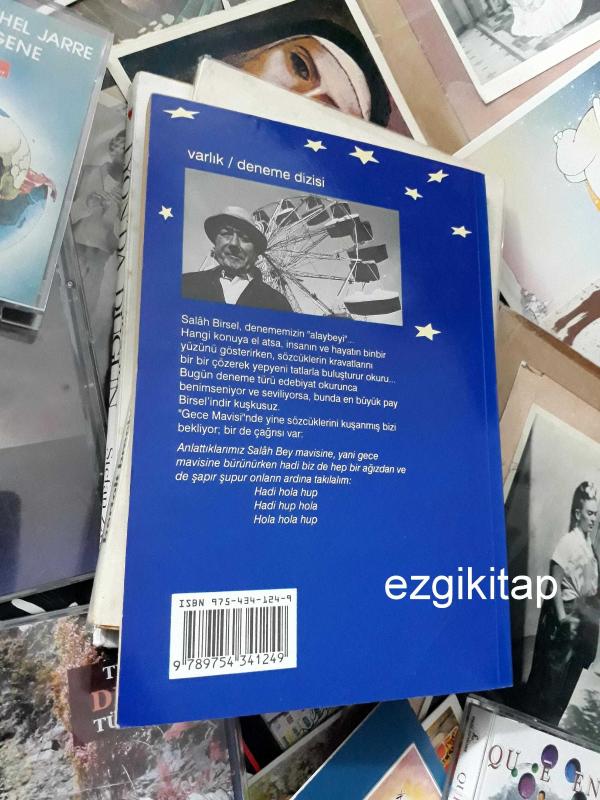 HEL JARRE
GENE
varlık / deneme dizisi
Salâh Birsel, denememizin "alaybeyi"...
Hangi konuya el atsa, insanın ve hayatın binbir
yüzünü gösterirken, sözcüklerin kravatlarını
bir bir çözerek yepyeni tatlarla buluşturur okuru...
Bugün deneme türü edebiyat okurunca
benimseniyor ve seviliyorsa, bunda en büyük pay
Birsel'indir kuşkusuz.
"Gece Mavisi"nde yine sözcüklerini kuşanmış bizi
bekliyor; bir de çağrısı var:
Anlattıklarımız Salâh Bey mavisine, yani gece
mavisine bürünürken hadi biz de hep bir ağızdan ve
de şapır şupur onların ardına takılalım:
Hadi hola hup
Hadi hup hola
Hola hola hup
ezgikitap
ISBN 975-434-124-9
9 789754 341249
QUEEN